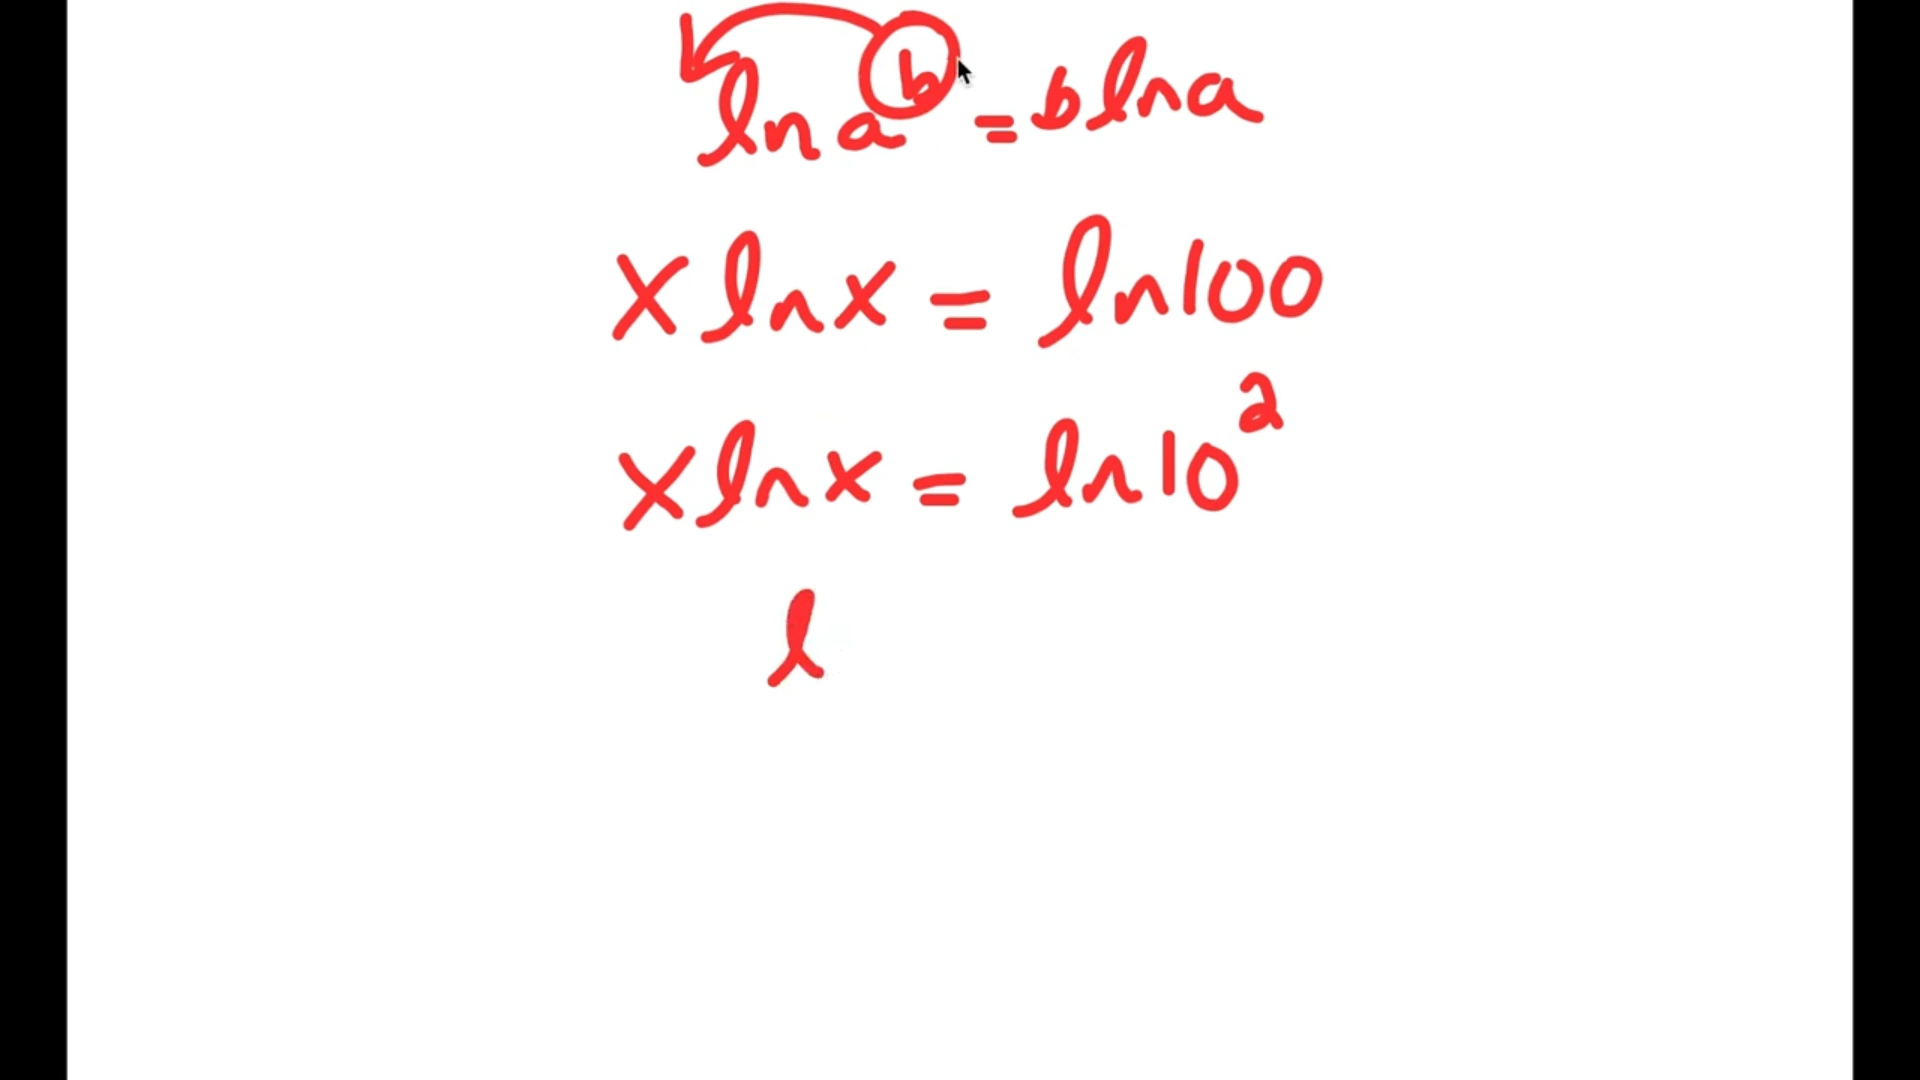 ln a^b = b ln a
x ln x = ln 100
x ln x = ln 10^2
l